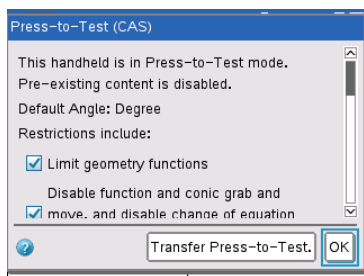 Press-to-Test (CAS)
This handheld is in Press-to-Test mode.
Pre-existing content is disabled.
Default Angle: Degree
Restrictions include:
Limit geometry functions
Disable function and conic grab and
move, and disable change of equation
? Transfer Press-to-Test. OK